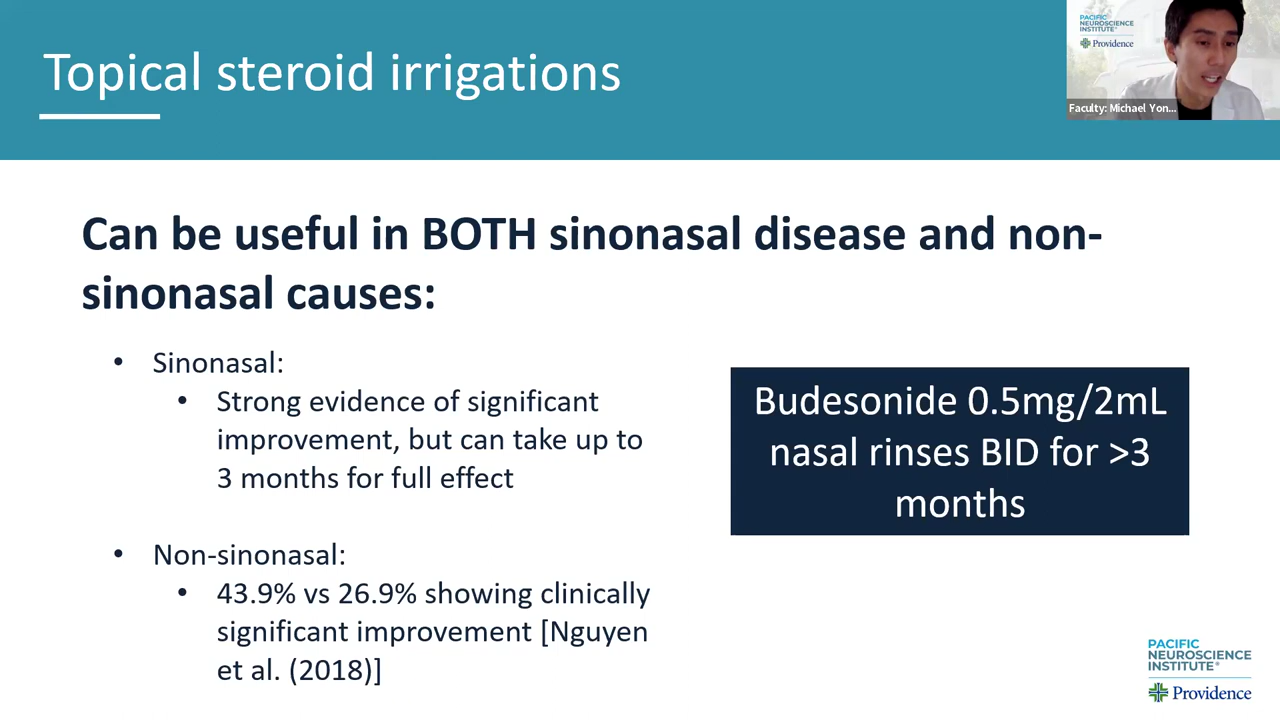 Topical steroid irrigations
PACIFIC
NEUROSCIENCE
INSTITUTE®
Providence
Faculty: Michael Yon...
Can be useful in BOTH sinonasal disease and non-
sinonasal causes:
• Sinonasal:
• Strong evidence of significant
improvement, but can take up to
3 months for full effect
• Non-sinonasal:
• 43.9% vs 26.9% showing clinically
significant improvement [Nguyen
et al. (2018)]
Budesonide 0.5mg/2mL
nasal rinses BID for >3
months
PACIFIC
NEUROSCIENCE
INSTITUTE®
Providence